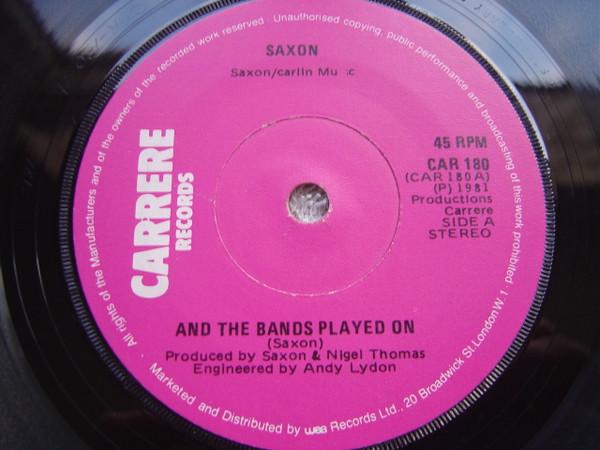 All rights of the Manufacturers and of the owners of the recorded work reserved · Unauthorised copying, public performance and broadcasting of this work prohibited ·
SAXON
Saxon/carlin
CARRERE
RECORDS
45 RPM
CAR 180
(CAR 180A)
(P) 1981
Productions
Carrere
SIDE A
STEREO
AND THE BANDS PLAYED ON
(Saxon)
Produced by Saxon & Nigel Thomas
Engineered by Andy Lydon
Marketed and Distributed by wea Records Ltd., 20 Broadwick St. London W.1 ·